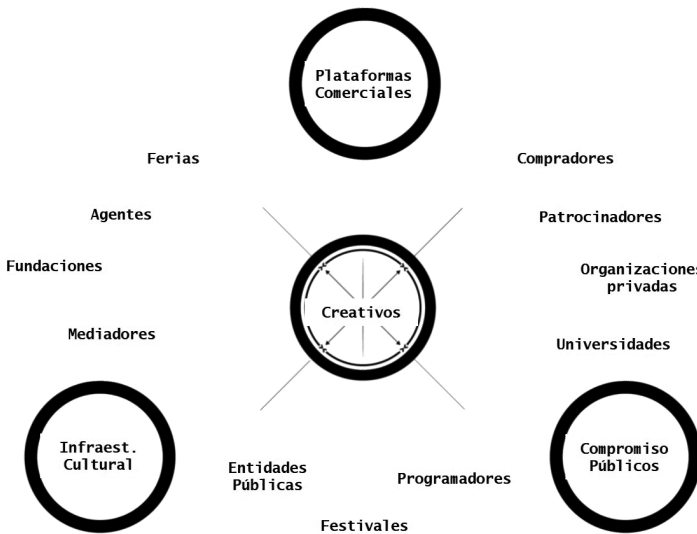 Plataformas
Comerciales
Ferias
Compradores
Agentes
Patrocinadores
Fundaciones
Organizaciones
privadas
Creativos
Mediadores
Universidades
Infraest.
Cultural
Compromiso
Públicos
Entidades
Públicas
Programadores
Festivales